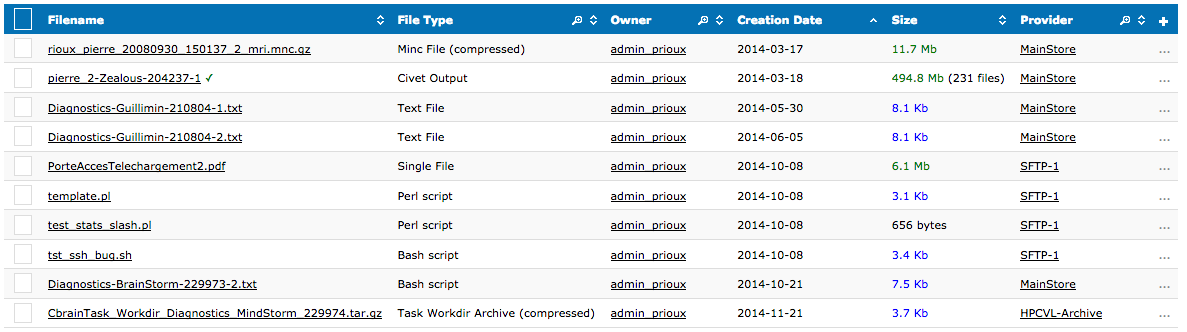 Filename File Type Owner Creation Date Size Provider
rioux_pierre_20080930_150137_2_mri.mnc.gz Minc File (compressed) admin_prioux 2014-03-17 11.7 Mb MainStore ...
pierre_2-Zealous-204237-1 ✓ Civet Output admin_prioux 2014-03-18 494.8 Mb (231 files) MainStore ...
Diagnostics-Guillimin-210804-1.txt Text File admin_prioux 2014-05-30 8.1 Kb MainStore ...
Diagnostics-Guillimin-210804-2.txt Text File admin_prioux 2014-06-05 8.1 Kb MainStore ...
PorteAccesTelechargement2.pdf Single File admin_prioux 2014-10-08 6.1 Mb SFTP-1 ...
template.pl Perl script admin_prioux 2014-10-08 3.1 Kb SFTP-1 ...
test_stats_slash.pl Perl script admin_prioux 2014-10-08 656 bytes SFTP-1 ...
tst_ssh_bug.sh Bash script admin_prioux 2014-10-08 3.4 Kb SFTP-1 ...
Diagnostics-BrainStorm-229973-2.txt Bash script admin_prioux 2014-10-21 7.5 Kb MainStore ...
CbrainTask_Workdir_Diagnostics_MindStorm_229974.tar.gz Task Workdir Archive (compressed) admin_prioux 2014-11-21 3.7 Kb HPCVL-Archive ...